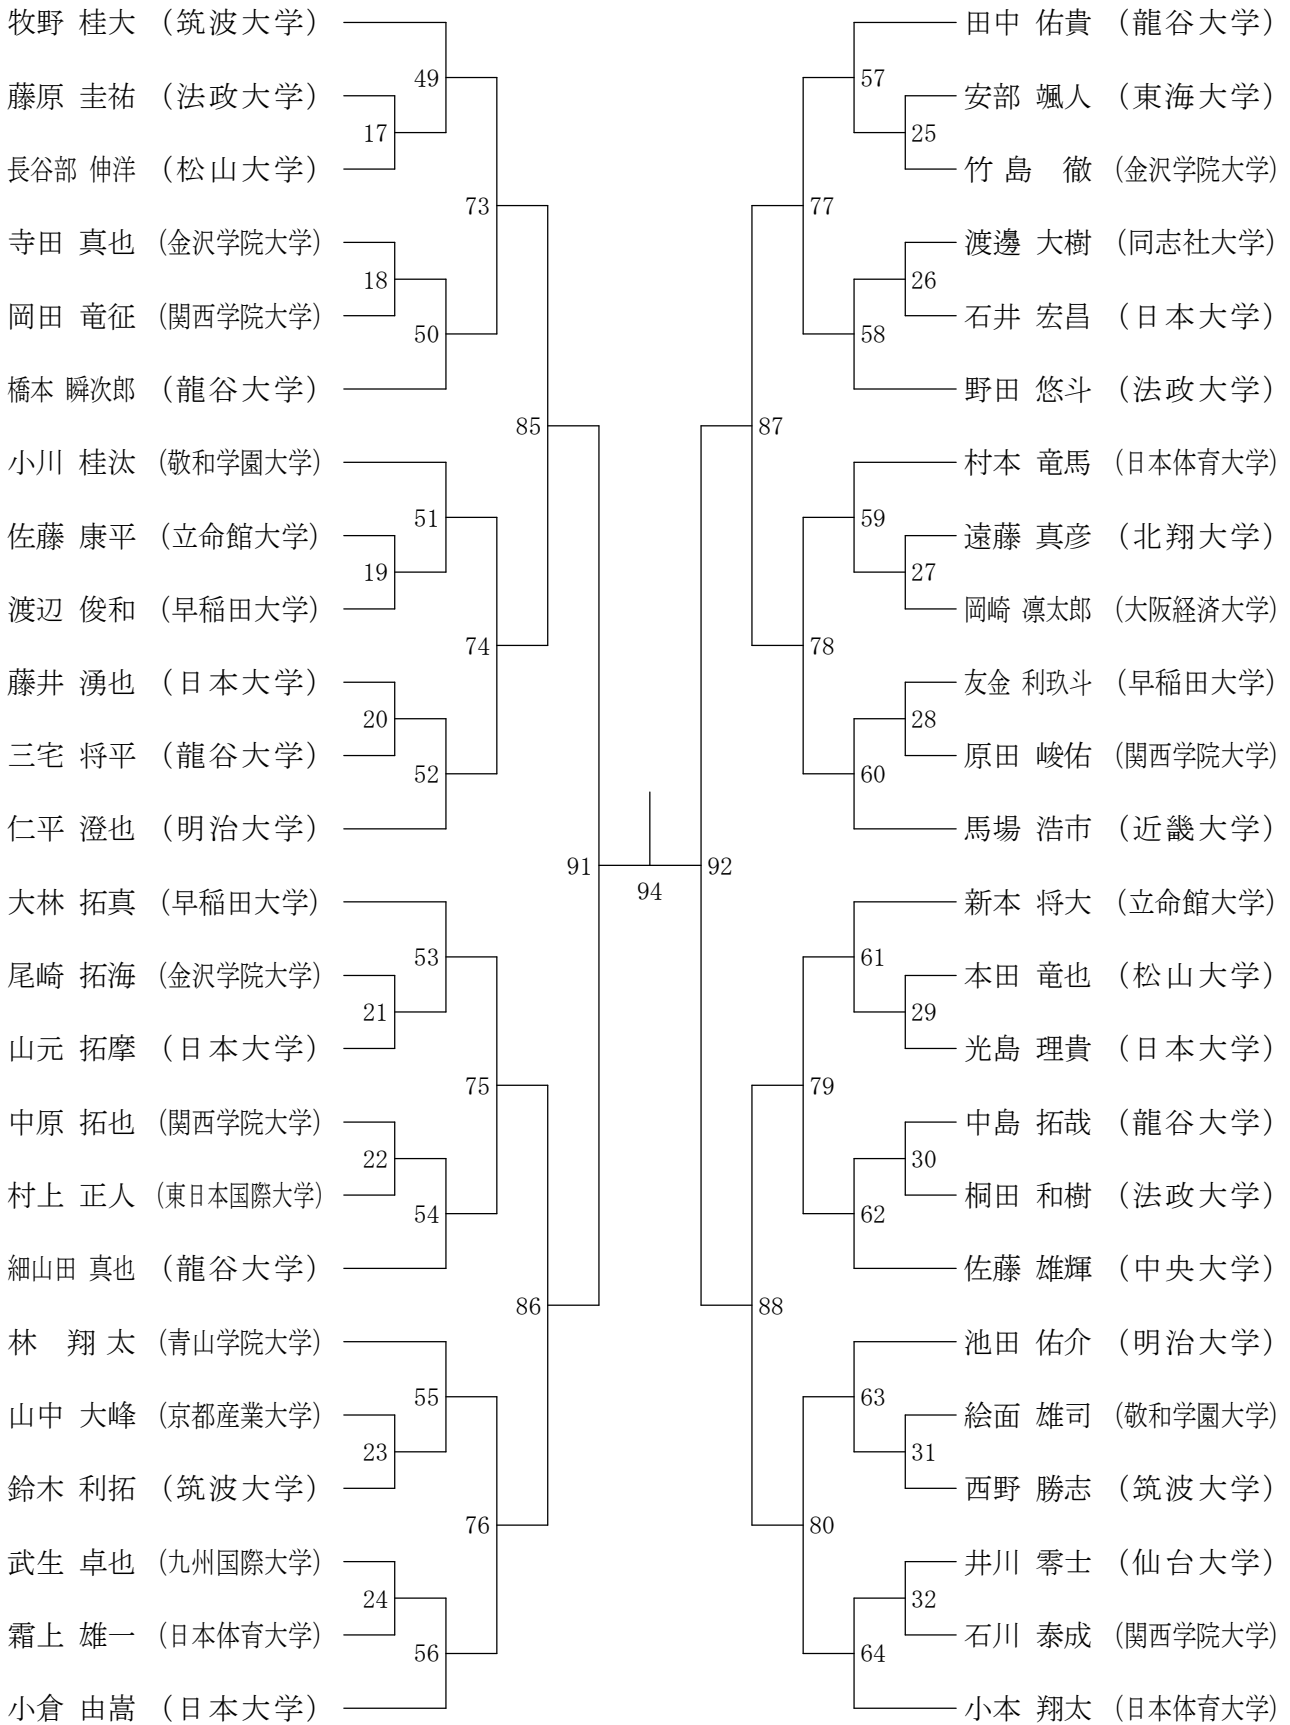 牧野 桂大 (筑波大学)
49
藤原 圭祐 (法政大学)
17
長谷部 伸洋 (松山大学)
73
寺田 真也 (金沢学院大学)
18
岡田 竜征 (関西学院大学)
50
橋本 瞬次郎 (龍谷大学)
85
小川 桂汰 (敬和学園大学)
51
佐藤 康平 (立命館大学)
19
渡辺 俊和 (早稲田大学)
74
藤井 湧也 (日本大学)
20
三宅 将平 (龍谷大学)
52
仁平 澄也 (明治大学)
91
大林 拓真 (早稲田大学)
53
尾崎 拓海 (金沢学院大学)
21
山元 拓摩 (日本大学)
75
中原 拓也 (関西学院大学)
22
村上 正人 (東日本国際大学)
54
細山田 真也 (龍谷大学)
86
林 翔太 (青山学院大学)
55
山中 大峰 (京都産業大学)
23
鈴木 利拓 (筑波大学)
76
武生 卓也 (九州国際大学)
24
霜上 雄一 (日本体育大学)
56
小倉 由嵩 (日本大学)
94
田中 佑貴 (龍谷大学)
57
安部 颯人 (東海大学)
25
竹島 徹 (金沢学院大学)
77
渡邊 大樹 (同志社大学)
26
石井 宏昌 (日本大学)
58
野田 悠斗 (法政大学)
87
村本 竜馬 (日本体育大学)
59
遠藤 真彦 (北翔大学)
27
岡崎 凛太郎 (大阪経済大学)
78
友金 利玖斗 (早稲田大学)
28
原田 峻佑 (関西学院大学)
60
馬場 浩市 (近畿大学)
92
新本 将大 (立命館大学)
61
本田 竜也 (松山大学)
29
光島 理貴 (日本大学)
79
中島 拓哉 (龍谷大学)
30
桐田 和樹 (法政大学)
62
佐藤 雄輝 (中央大学)
88
池田 佑介 (明治大学)
63
絵面 雄司 (敬和学園大学)
31
西野 勝志 (筑波大学)
80
井川 零士 (仙台大学)
32
石川 泰成 (関西学院大学)
64
小本 翔太 (日本体育大学)